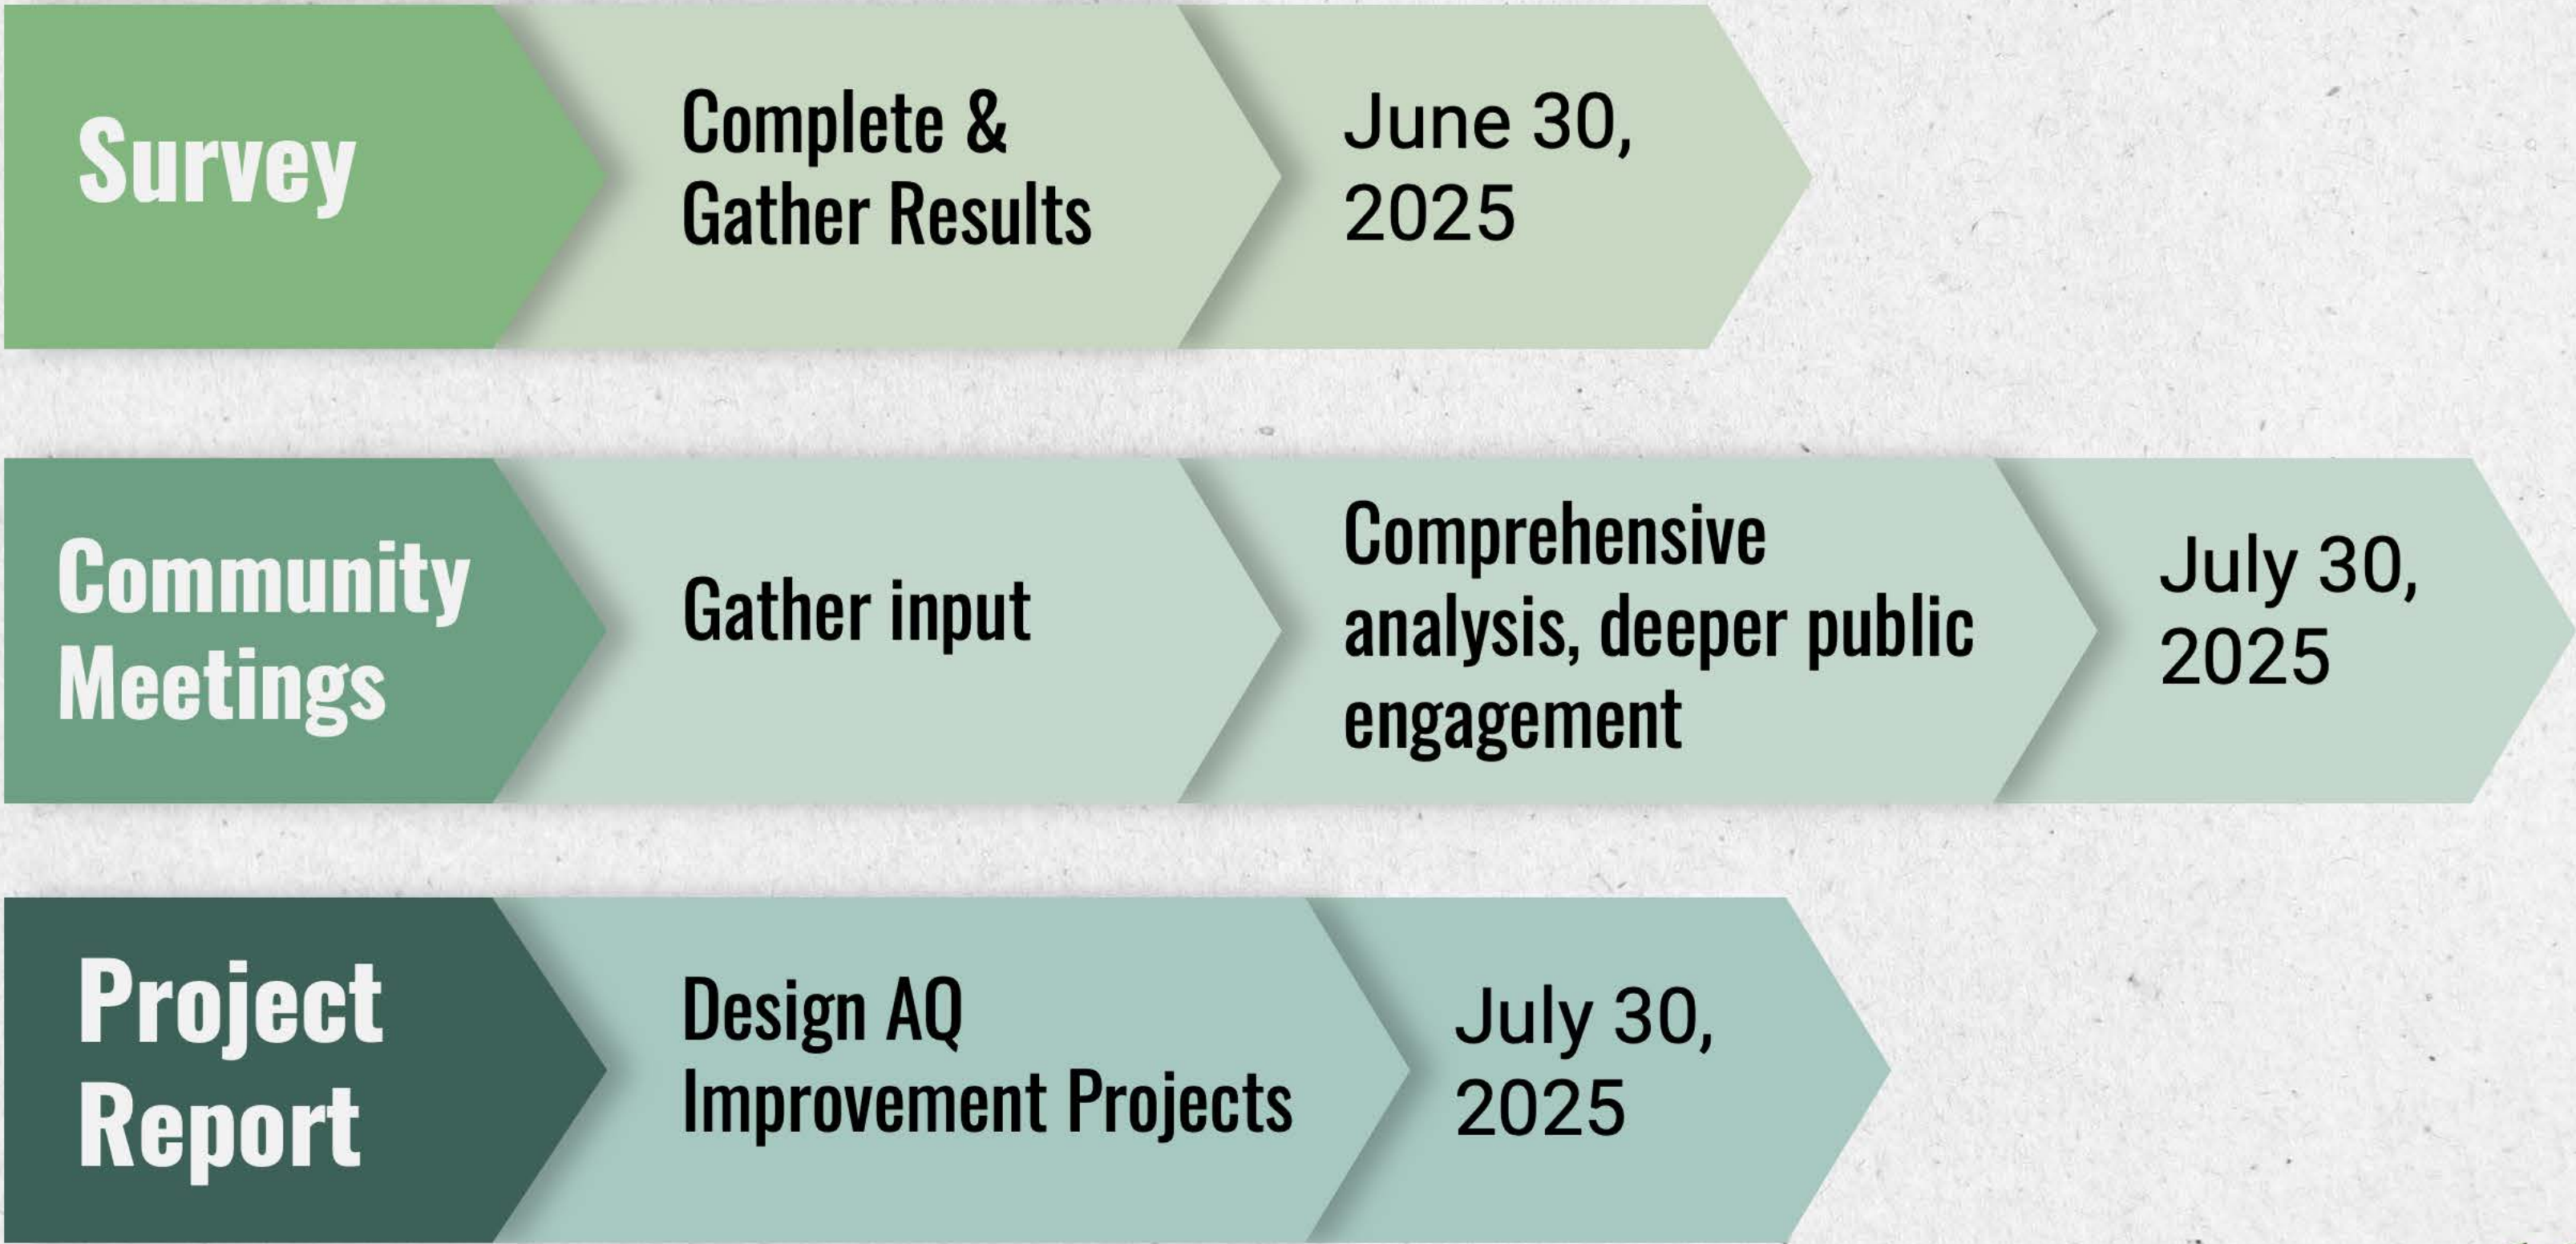 Survey
Complete &
Gather Results
June 30,
2025
Community
Meetings
Gather input
Comprehensive
analysis, deeper public
engagement
July 30,
2025
Project
Report
Design AQ
Improvement Projects
July 30,
2025